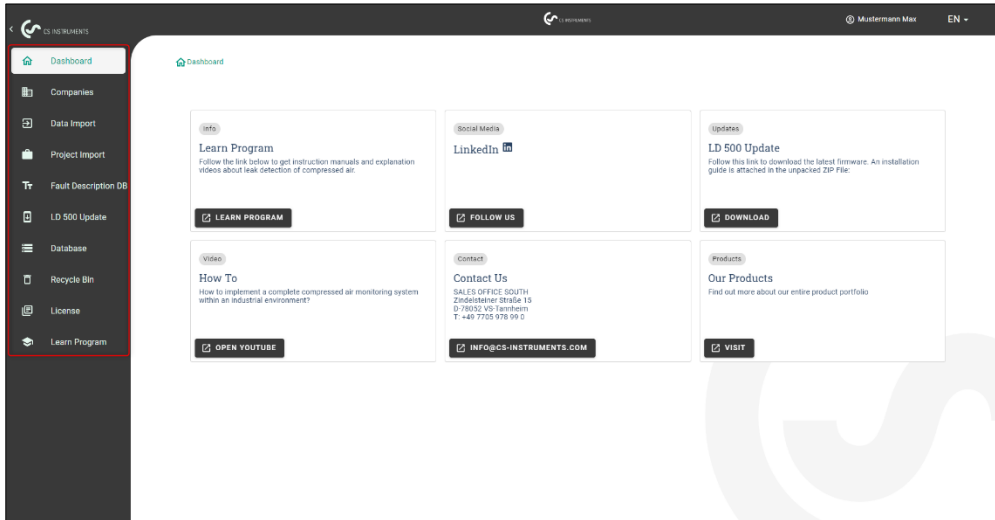 CS INSTRUMENTS
CS INSTRUMENTS
Mustermann Max
EN
Dashboard
Companies
Data Import
Project Import
Fault Description DB
LD 500 Update
Database
Recycle Bin
License
Learn Program
Dashboard
Info
Learn Program
Follow the link below to get instruction manuals and explanation
videos about leak detection of compressed air.
LEARN PROGRAM
Social Media
LinkedIn in
FOLLOW US
Updates
LD 500 Update
Follow this link to download the latest firmware. An installation
guide is attached in the unpacked ZIP File:
DOWNLOAD
Video
How To
How to implement a complete compressed air monitoring system
within an industrial environment?
OPEN YOUTUBE
Contact
Contact Us
SALES OFFICE SOUTH
Zindelsteiner Straße 15
D-78052 VS-Tannheim
T: +49 7705 978 99 0
INFO@CS-INSTRUMENTS.COM
Products
Our Products
Find out more about our entire product portfolio
VISIT